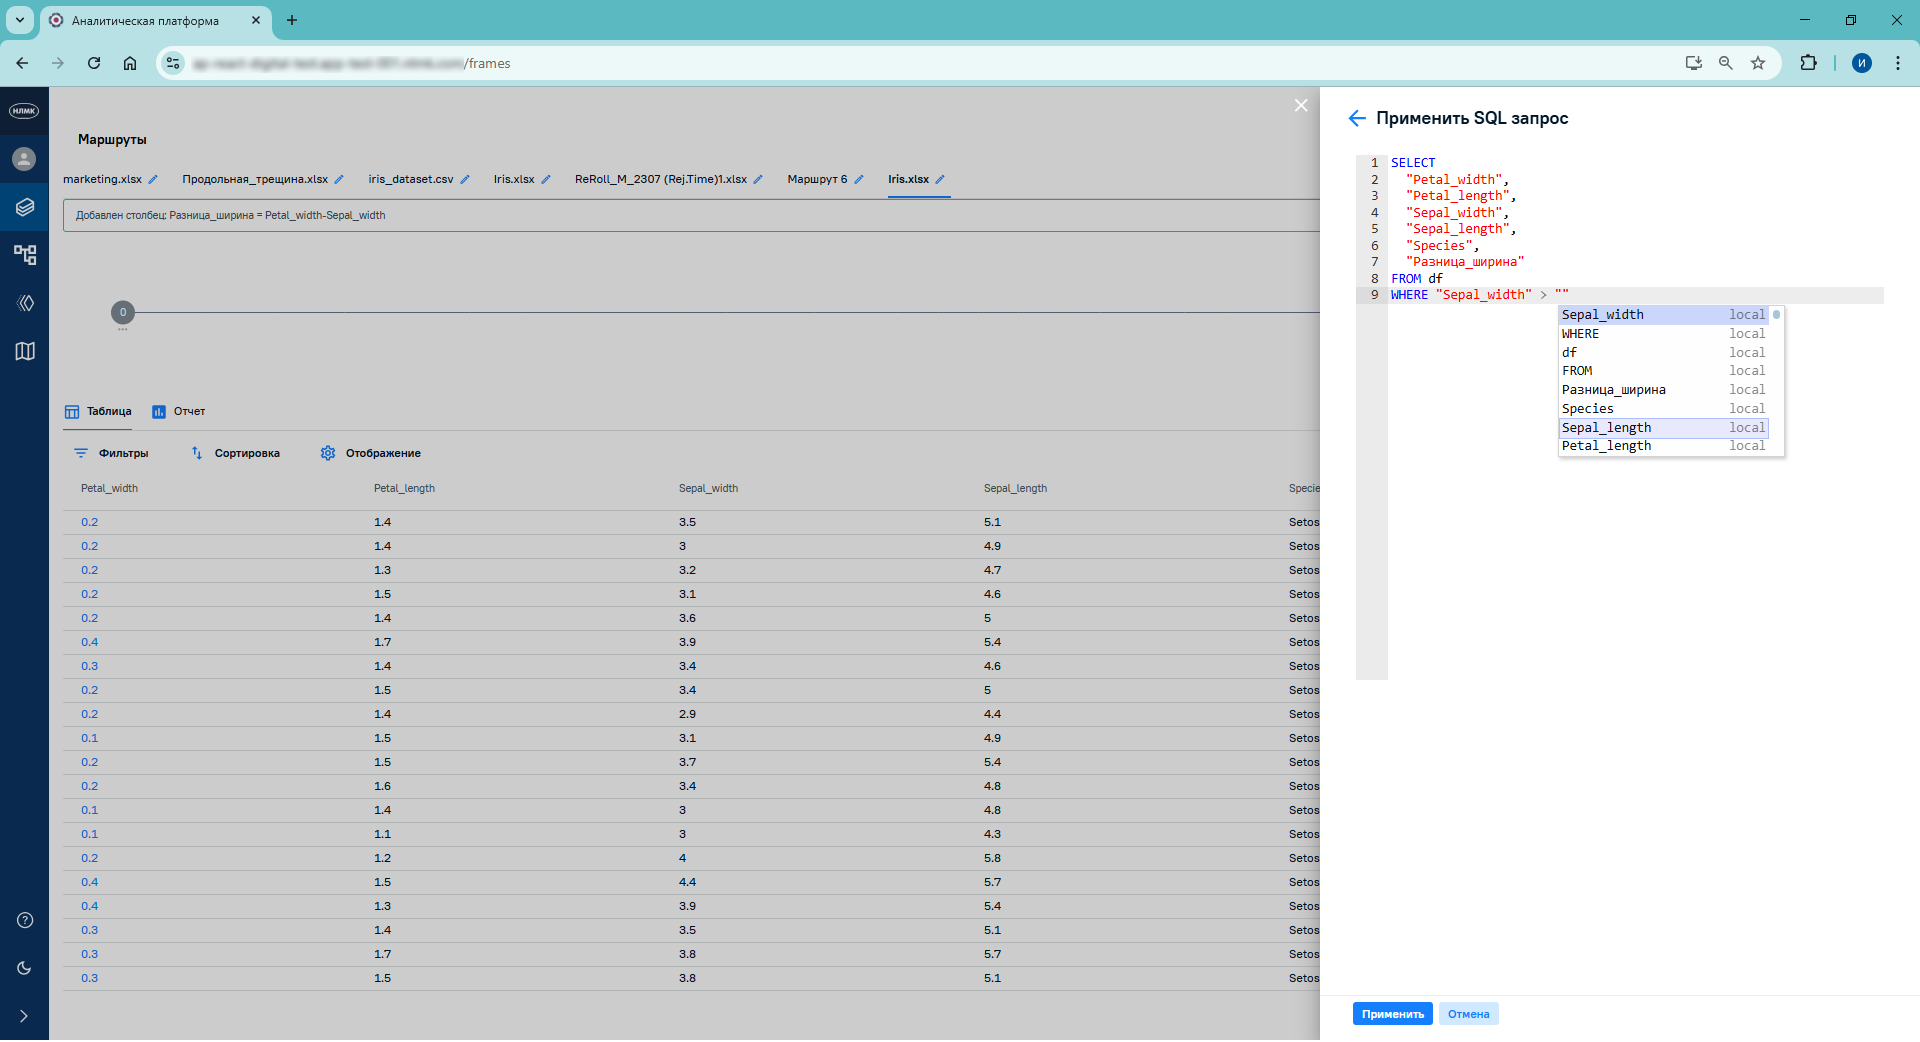 Аналитическая платформа
/frames
НЛМК
И
Маршруты
marketing.xlsx Продольная_трещина.xlsx iris_dataset.csv Iris.xlsx ReRoll_M_2307 (Rej.Time)1.xlsx Маршрут 6 Iris.xlsx
Добавлен столбец: Разница_ширина = Petal_width-Sepal_width
0
Таблица Отчет
Фильтры Сортировка Отображение
Petal_width Petal_length Sepal_width Sepal_length Specie
0.2 1.4 3.5 5.1 Setos
0.2 1.4 3 4.9 Setos
0.2 1.3 3.2 4.7 Setos
0.2 1.5 3.1 4.6 Setos
0.2 1.4 3.6 5 Setos
0.4 1.7 3.9 5.4 Setos
0.3 1.4 3.4 4.6 Setos
0.2 1.5 3.4 5 Setos
0.2 1.4 2.9 4.4 Setos
0.1 1.5 3.1 4.9 Setos
0.2 1.5 3.7 5.4 Setos
0.2 1.6 3.4 4.8 Setos
0.1 1.4 3 4.8 Setos
0.1 1.1 3 4.3 Setos
0.2 1.2 4 5.8 Setos
0.4 1.5 4.4 5.7 Setos
0.4 1.3 3.9 5.4 Setos
0.3 1.4 3.5 5.1 Setos
0.3 1.7 3.8 5.7 Setos
0.3 1.5 3.8 5.1 Setos
Применить SQL запрос
1 SELECT
2 "Petal_width",
3 "Petal_length",
4 "Sepal_width",
5 "Sepal_length",
6 "Species",
7 "Разница_ширина"
8 FROM df
9 WHERE "Sepal_width" > ""
Sepal_width local
WHERE local
df local
FROM local
Разница_ширина local
Species local
Sepal_length local
Petal_length local
Применить Отмена